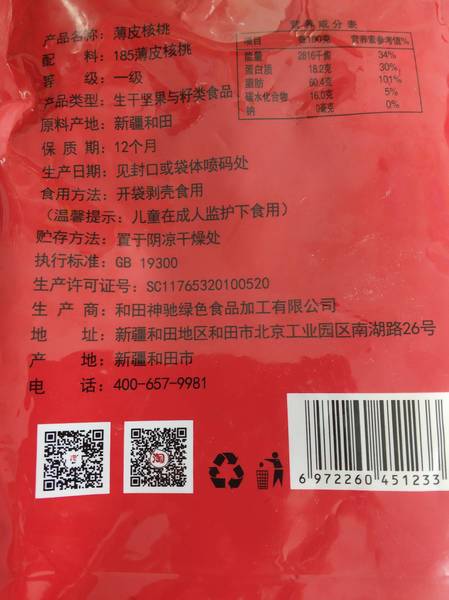 产品名称：薄皮核桃
配 料：185薄皮核桃
等 级：一级
产品类型：生干坚果与籽类食品
原料产地：新疆和田
保 质 期：12个月
生产日期：见封口或袋体喷码处
食用方法：开袋剥壳食用
（温馨提示：儿童在成人监护下食用）
贮存方法：置于阴凉干燥处
执行标准：GB 19300
生产许可证号：SC11765320100520
生 产 商：和田神驰绿色食品加工有限公司
地 址：新疆和田地区和田市北京工业园区南湖路26号
产 地：新疆和田市
电 话：400-657-9981
营养成分表
项目 每100克 营养素参考值%
能量 2816千焦 34%
蛋白质 18.2克 30%
脂肪 60.4克 101%
碳水化合物 16.0克 5%
钠 0毫克 0%
淘
6 972260 451233